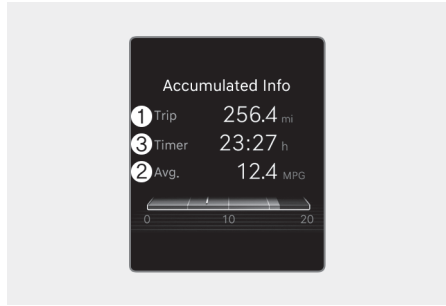 Accumulated Info
1 Trip 256.4 mi
3 Timer 23:27 h
2 Avg. 12.4 MPG
0 10 20